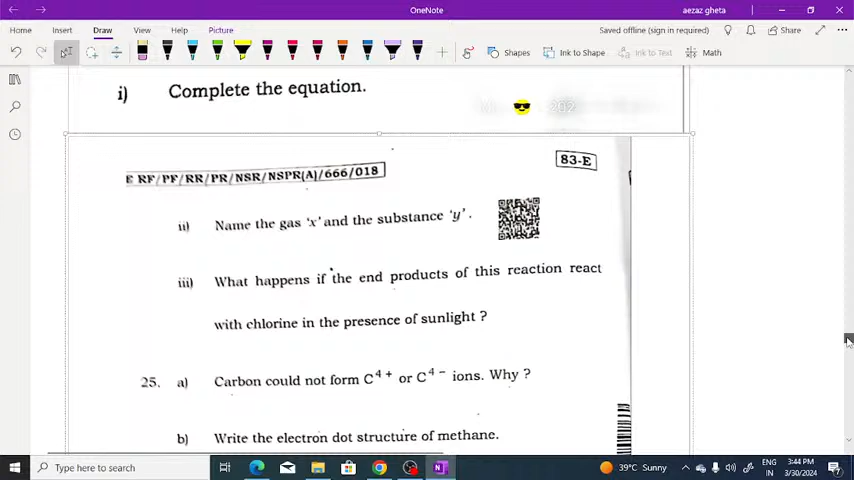 OneNote
aezaz gheta
Home Insert Draw View Help Picture
Saved offline (sign in required)
Share
Shapes
Ink to Shape
Ink to Text
Math
i) Complete the equation.
202
E RF/PF/RR/PR/NSR/NSPR(A)/666/018
83-E
ii) Name the gas 'x' and the substance 'y'.
iii) What happens if the end products of this reaction react
with chlorine in the presence of sunlight ?
25. a) Carbon could not form C⁴⁺ or C⁴⁻ ions. Why ?
b) Write the electron dot structure of methane.
Type here to search
39°C Sunny
ENG
IN
3:44 PM
3/30/2024
7